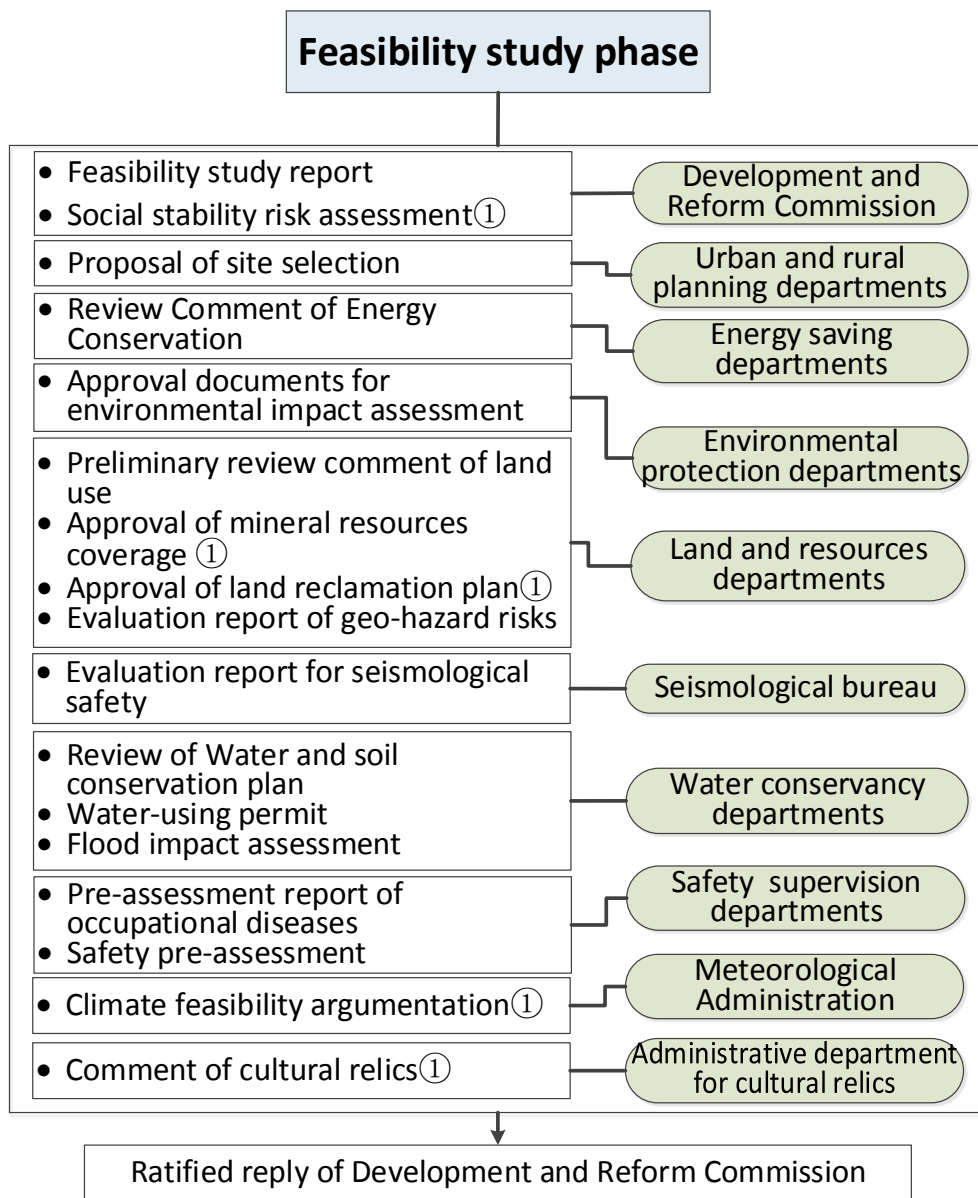 Feasibility study phase
• Feasibility study report
• Social stability risk assessment①
Development and
Reform Commission
• Proposal of site selection
Urban and rural
planning departments
• Review Comment of Energy
Conservation
Energy saving
departments
• Approval documents for
environmental impact assessment
Environmental
protection departments
• Preliminary review comment of land
use
• Approval of mineral resources
coverage ①
• Approval of land reclamation plan①
• Evaluation report of geo-hazard risks
Land and resources
departments
• Evaluation report for seismological
safety
Seismological bureau
• Review of Water and soil
conservation plan
• Water-using permit
• Flood impact assessment
Water conservancy
departments
• Pre-assessment report of
occupational diseases
• Safety pre-assessment
Safety supervision
departments
• Climate feasibility argumentation①
Meteorological
Administration
• Comment of cultural relics①
Administrative department
for cultural relics
Ratified reply of Development and Reform Commission